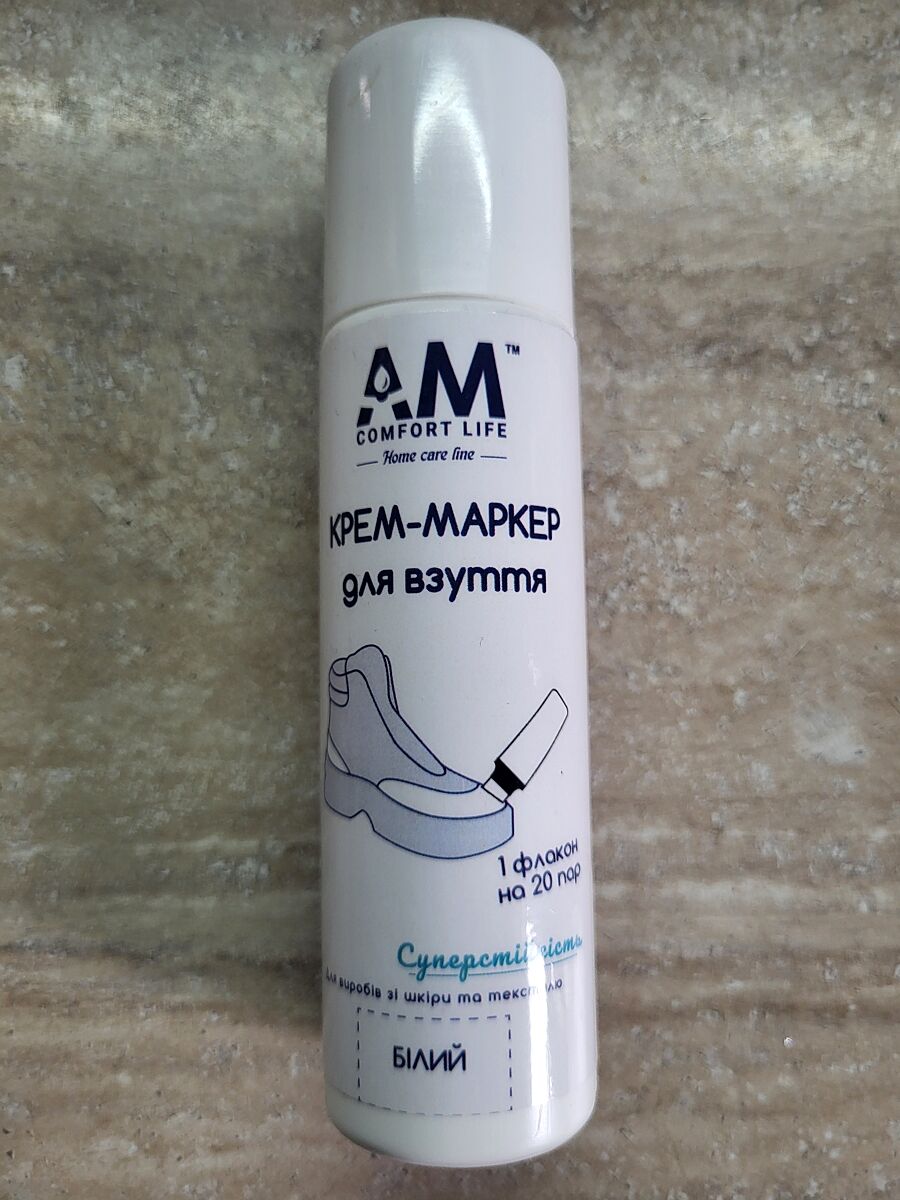 AM™
COMFORT LIFE
Home care line
КРЕМ-МАРКЕР
для взуття
1 флакон
на 20 пар
Суперстійкість
Для виробів зі шкіри та текстилю
БІЛИЙ